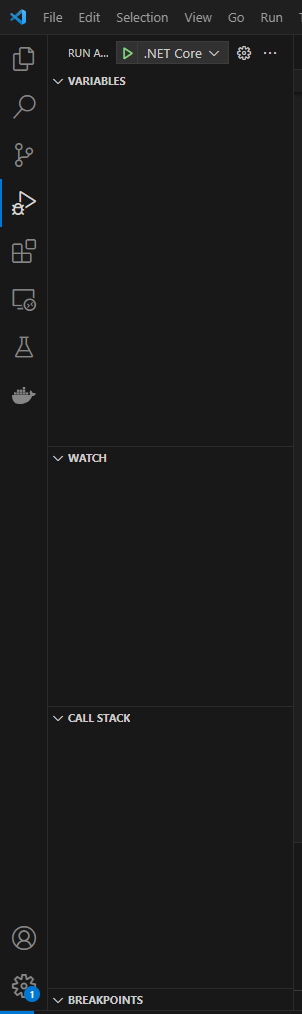 File Edit Selection View Go Run
RUN A... .NET Core
VARIABLES
WATCH
CALL STACK
1
BREAKPOINTS